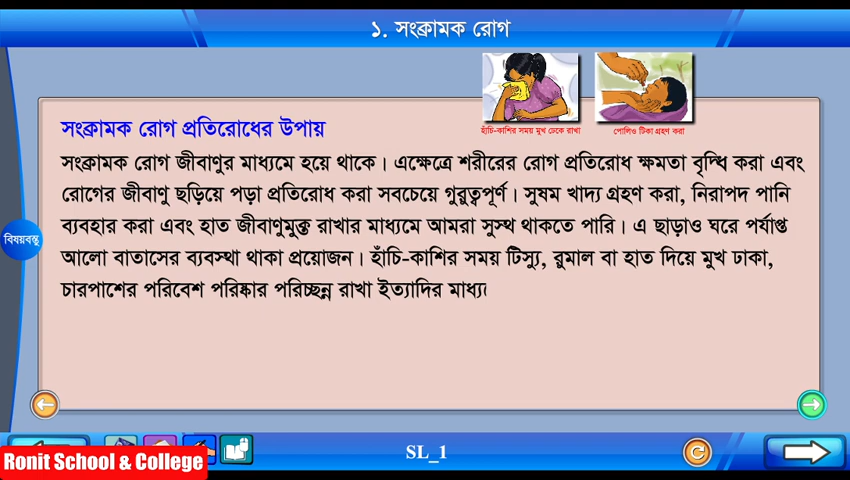 ১. সংক্রামক রোগ
হাঁচি-কাশির সময় মুখ ঢেকে রাখা
পোলিও টিকা গ্রহণ করা
সংক্রামক রোগ প্রতিরোধের উপায়
সংক্রামক রোগ জীবাণুর মাধ্যমে হয়ে থাকে। এক্ষেত্রে শরীরের রোগ প্রতিরোধ ক্ষমতা বৃদ্ধি করা এবং
রোগের জীবাণু ছড়িয়ে পড়া প্রতিরোধ করা সবচেয়ে গুরুত্বপূর্ণ। সুষম খাদ্য গ্রহণ করা, নিরাপদ পানি
ব্যবহার করা এবং হাত জীবাণুমুক্ত রাখার মাধ্যমে আমরা সুস্থ থাকতে পারি। এ ছাড়াও ঘরে পর্যাপ্ত
আলো বাতাসের ব্যবস্থা থাকা প্রয়োজন। হাঁচি-কাশির সময় টিস্যু, রুমাল বা হাত দিয়ে মুখ ঢাকা,
চারপাশের পরিবেশ পরিষ্কার পরিচ্ছন্ন রাখা ইত্যাদির মাধ্য
বিষয়বস্তু
SL_1
Ronit School & College